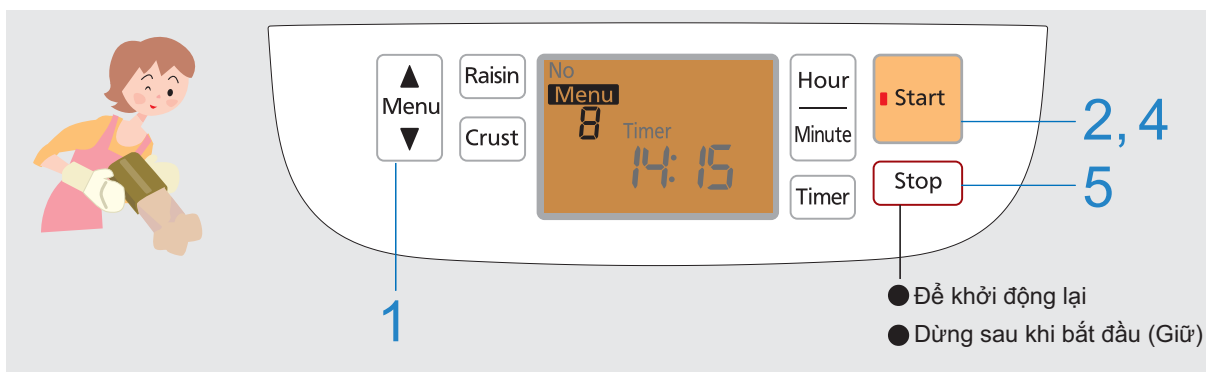 ▲
Menu
▼
Raisin
Crust
No
Menu
8
Timer
14:15
Hour
Minute
Timer
Start
Stop
2, 4
5
1
● Để khởi động lại
● Dừng sau khi bắt đầu (Giữ)